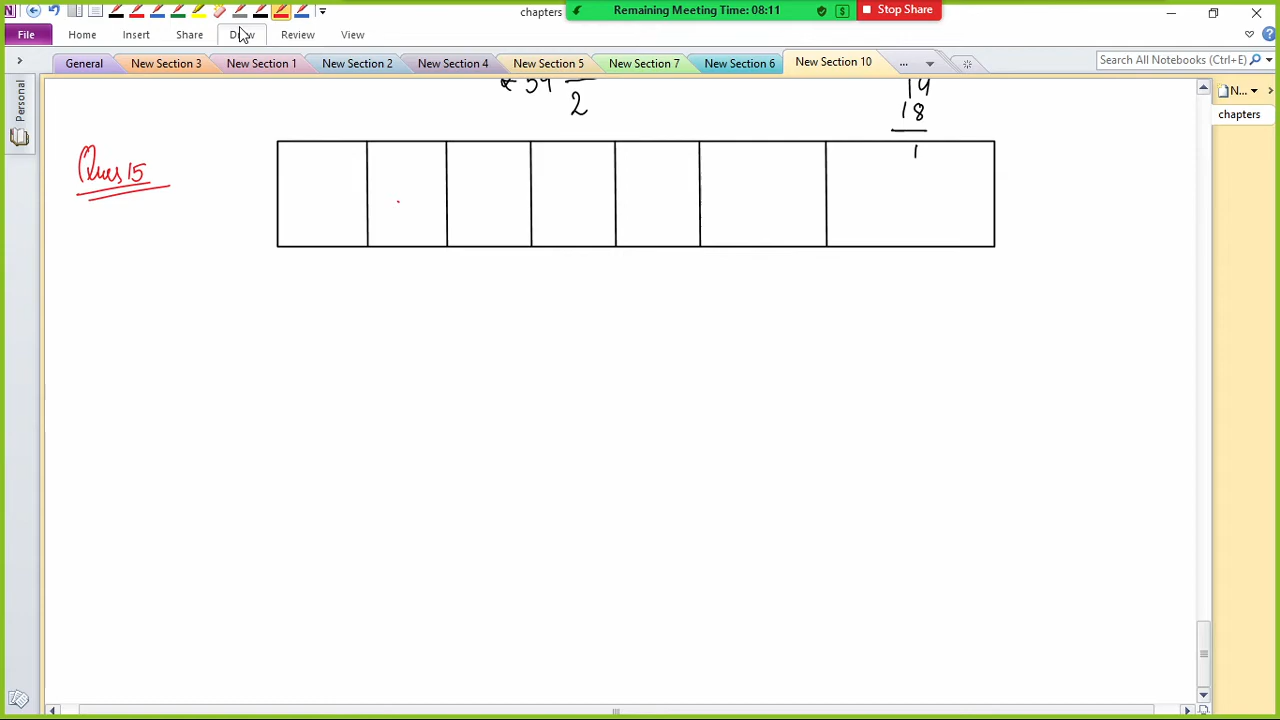 chapters
Remaining Meeting Time: 08:11
$
Stop Share
File
Home
Insert
Share
Draw
Review
View
General
New Section 3
New Section 1
New Section 2
New Section 4
New Section 5
New Section 7
New Section 6
New Section 10
...
Search All Notebooks (Ctrl+E)
Personal
N...
chapters
2
18
1
Ques 15